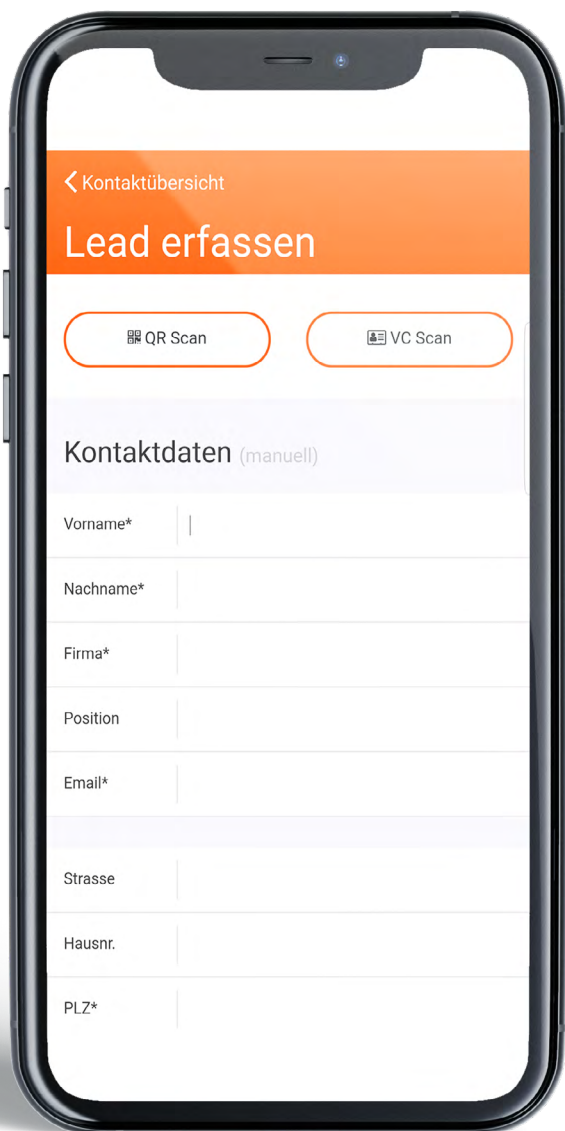 Kontaktübersicht
Lead erfassen
QR Scan
VC Scan
Kontaktdaten (manuell)
Vorname*
Nachname*
Firma*
Position
Email*
Strasse
Hausnr.
PLZ*